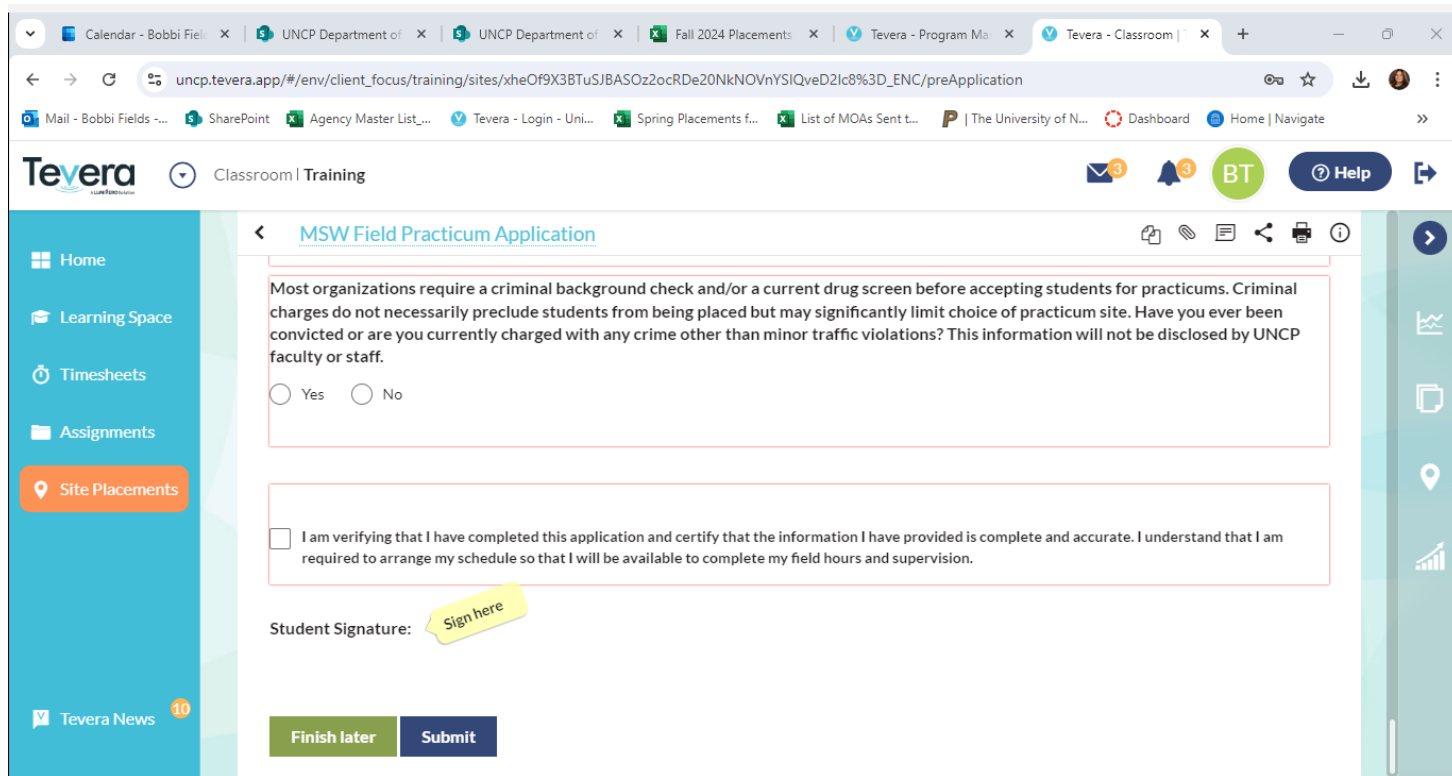 Calendar - Bobbi Fiel
UNCP Department of
UNCP Department of
Fall 2024 Placements
Tevera - Program Ma
Tevera - Classroom | T
uncp.tevera.app/#/env/client_focus/training/sites/xheOf9X3BTuSJBASOz2ocRDe20NkNOVnYSIQveD2Ic8%3D_ENC/preApplication
Mail - Bobbi Fields -...
SharePoint
Agency Master List_...
Tevera - Login - Uni...
Spring Placements f...
List of MOAs Sent t...
| The University of N...
Dashboard
Home | Navigate
Tevera
Classroom | Training
3
3
BT
Help
MSW Field Practicum Application
Home
Learning Space
Timesheets
Assignments
Site Placements
Tevera News
10
Most organizations require a criminal background check and/or a current drug screen before accepting students for practicums. Criminal
charges do not necessarily preclude students from being placed but may significantly limit choice of practicum site. Have you ever been
convicted or are you currently charged with any crime other than minor traffic violations? This information will not be disclosed by UNCP
faculty or staff.
Yes No
I am verifying that I have completed this application and certify that the information I have provided is complete and accurate. I understand that I am
required to arrange my schedule so that I will be available to complete my field hours and supervision.
Student Signature:
Sign here
Finish later
Submit